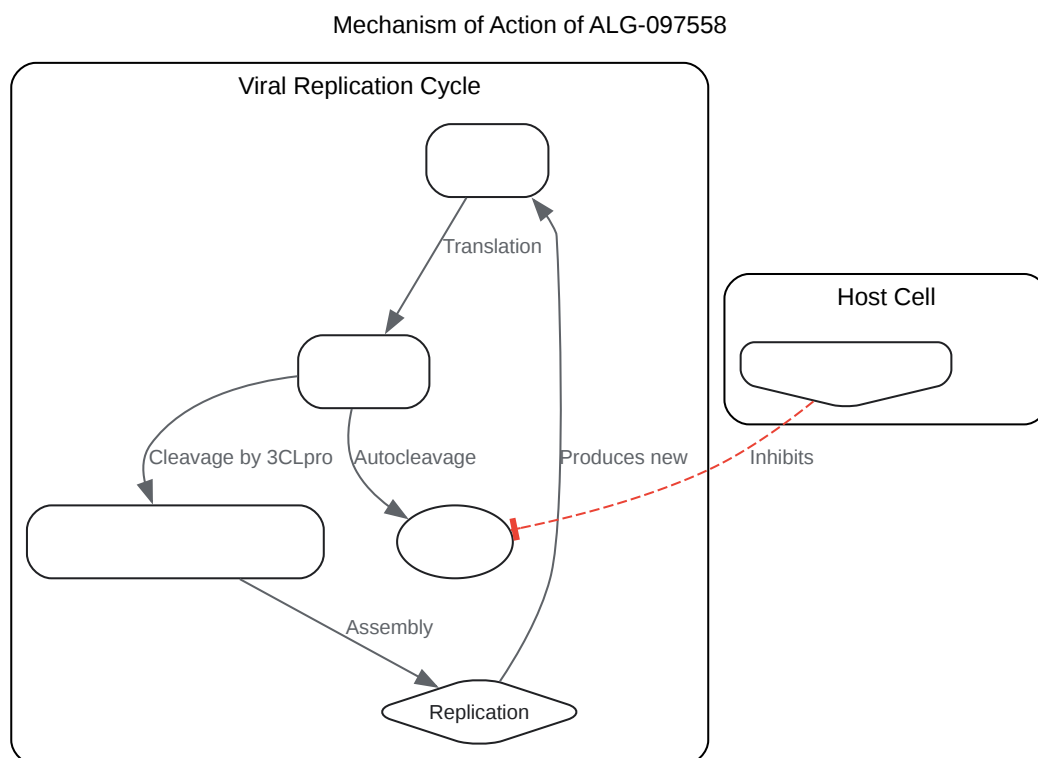 Mechanism of Action of ALG-097558
Viral Replication Cycle
Translation
Host Cell
Cleavage by 3CLpro
Autocleavage
Produces new
Inhibits
Assembly
Replication